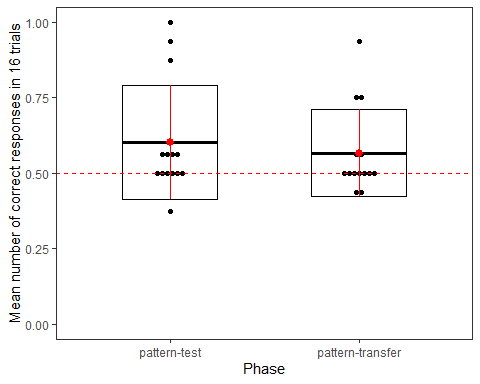 Mean number of correct responses in 16 trials
1.00
0.75
0.50
0.25
0.00
pattern-test
pattern-transfer
Phase